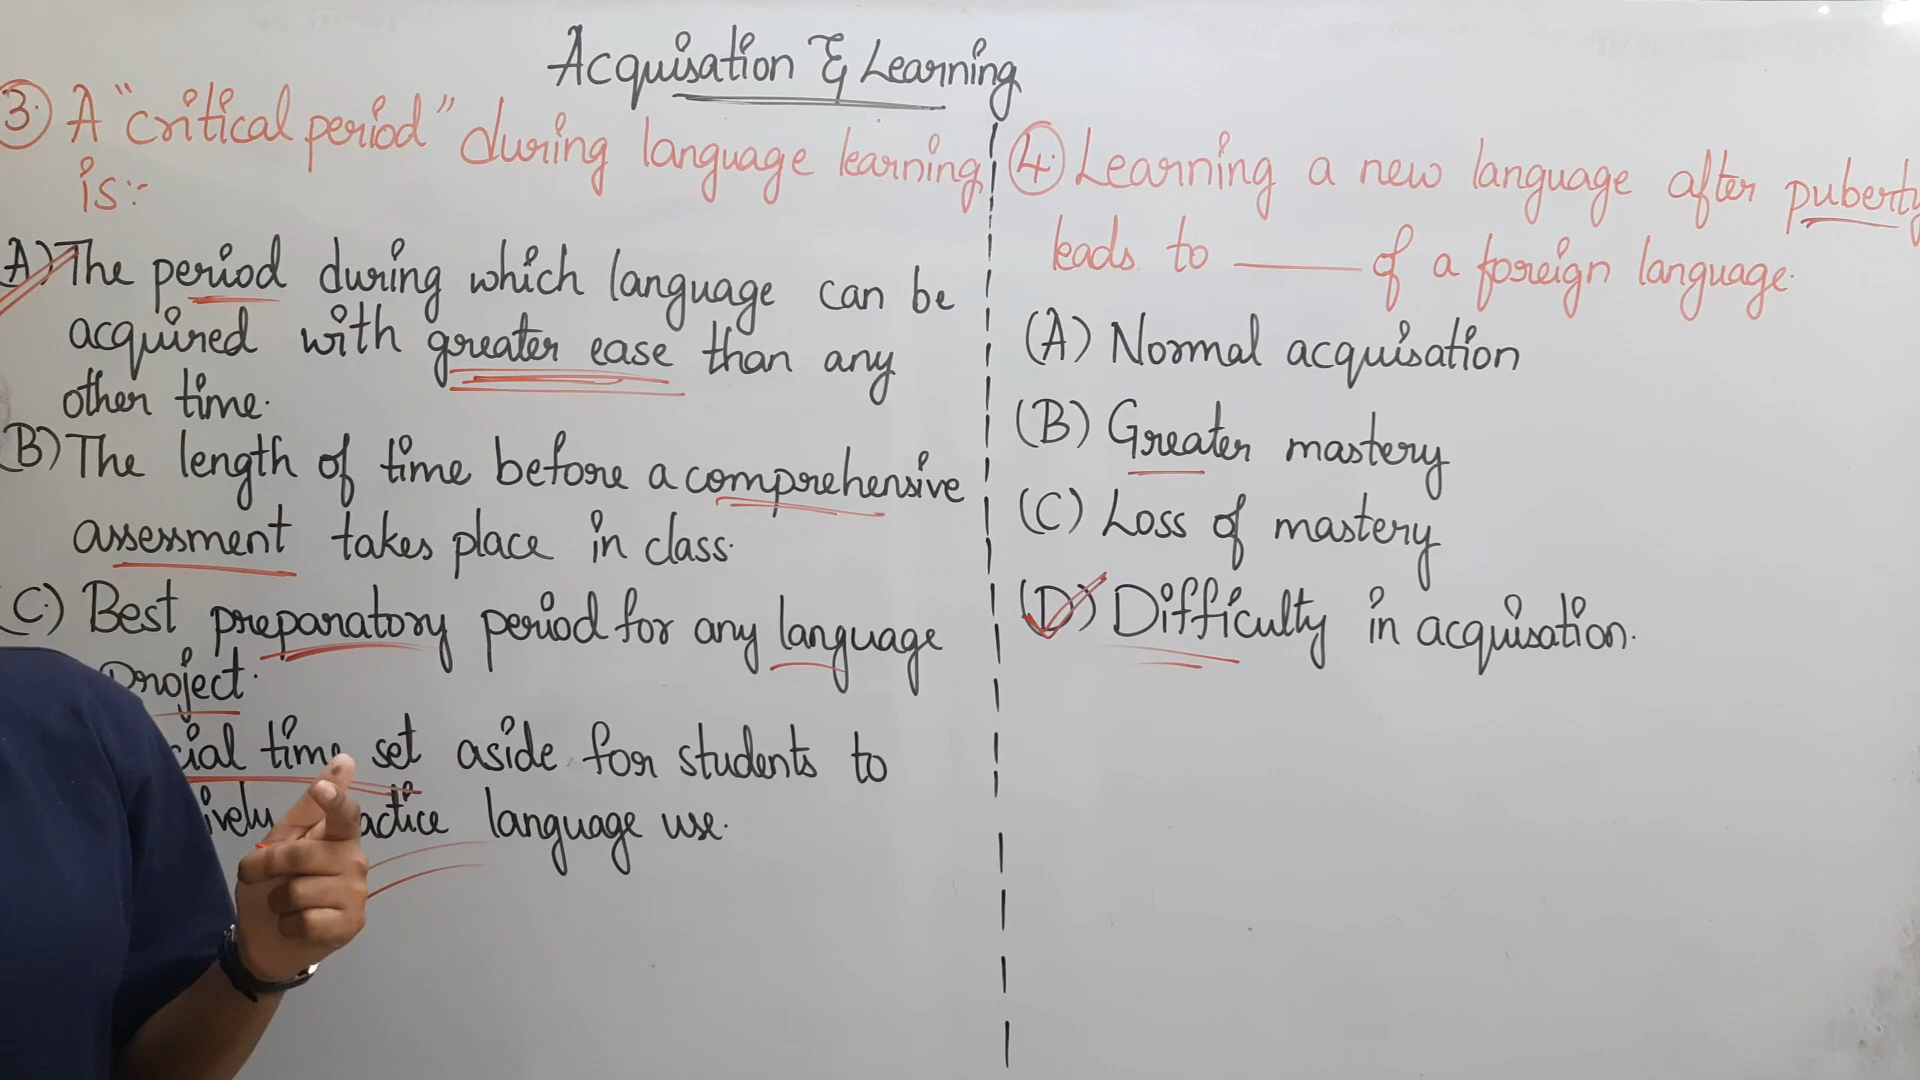 Acquisation & Learning
3. A "critical period" during language learning
is:-
A) The period during which language can be
acquired with greater ease than any
other time.
B) The length of time before a comprehensive
assessment takes place in class.
C.) Best preparatory period for any language
Project.
time set aside for students to
language use.
4. Learning a new language after puberty
leads to ______ of a foreign language.
(A) Normal acquisation
(B) Greater mastery
(C) Loss of mastery
(D) Difficulty in acquisation.